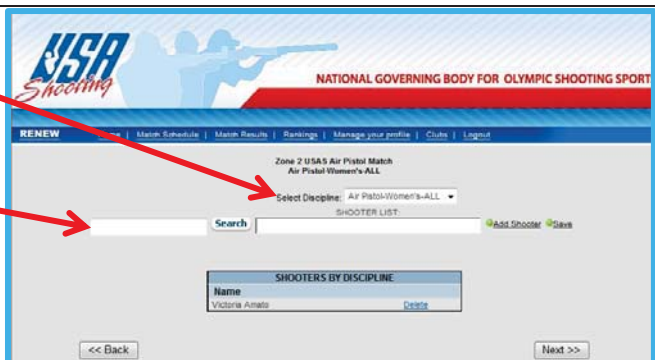 USA
Shooting
NATIONAL GOVERNING BODY FOR OLYMPIC SHOOTING SPORT
RENEW Home | Match Schedule | Match Results | Rankings | Manage your profile | Clubs | Logout
Zone 2 USAS Air Pistol Match
Air Pistol-Women's-ALL
Select Discipline: Air Pistol-Women's-ALL
SHOOTER LIST:
Search Add Shooter Save
SHOOTERS BY DISCIPLINE
Name
Victoria Amato Delete
<< Back Next >>